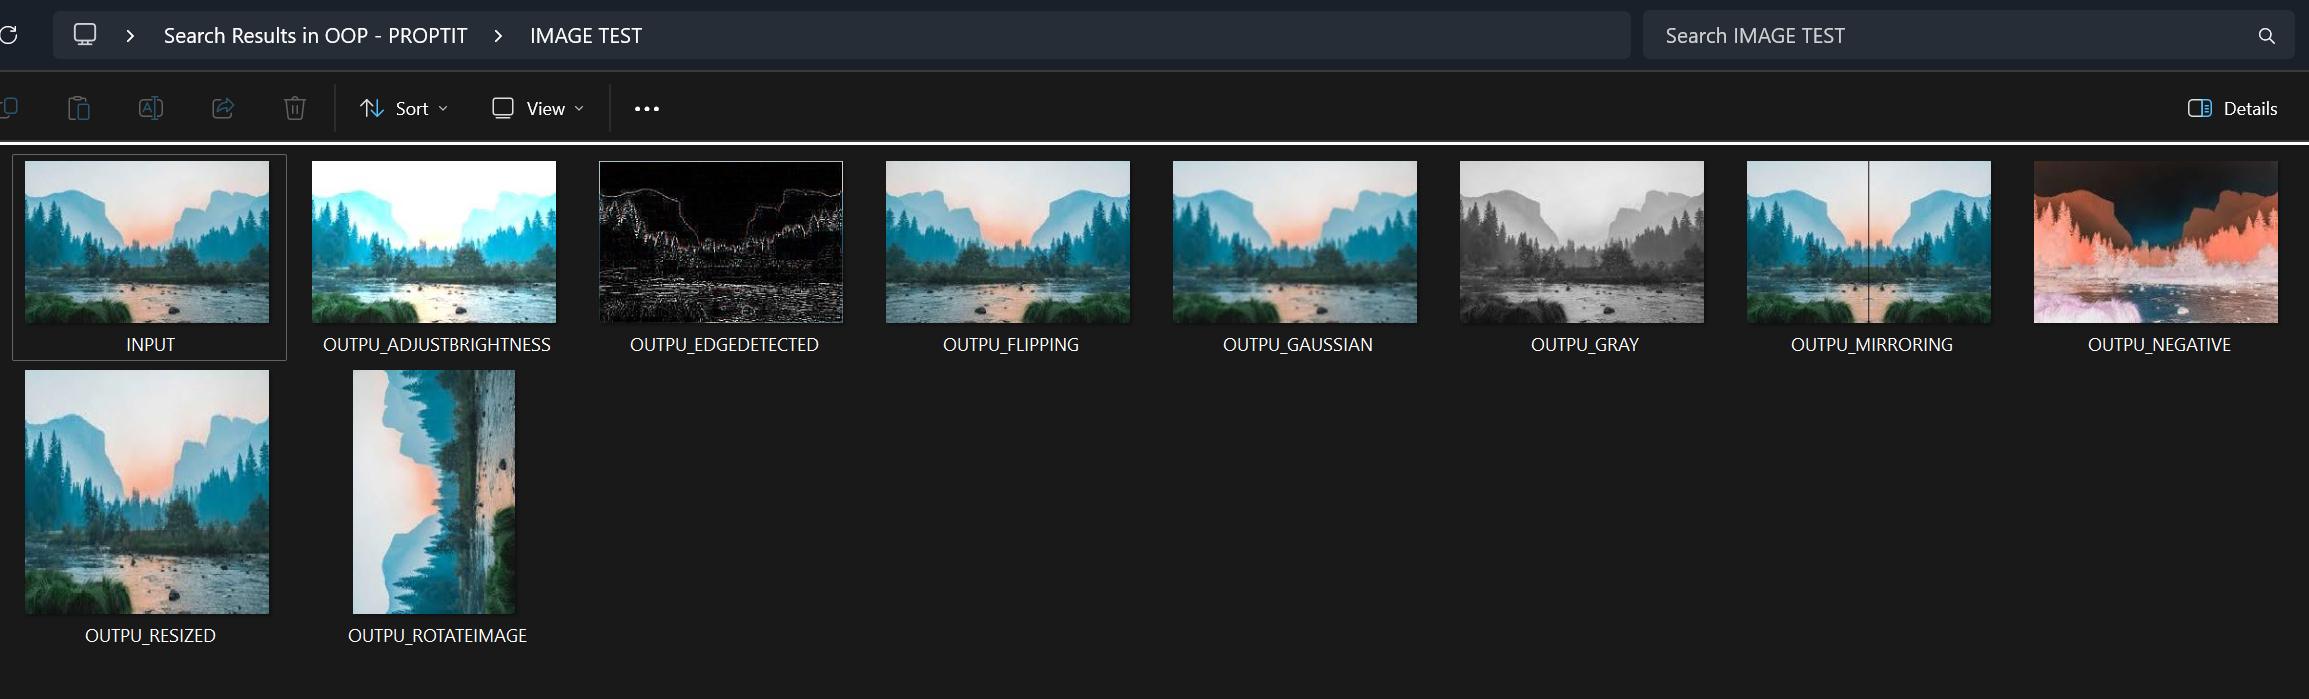 Search Results in OOP - PROPTIT > IMAGE TEST
Search IMAGE TEST
Sort
View
Details
INPUT
OUTPU_ADJUSTBRIGHTNESS
OUTPU_EDGEDETECTED
OUTPU_FLIPPING
OUTPU_GAUSSIAN
OUTPU_GRAY
OUTPU_MIRRORING
OUTPU_NEGATIVE
OUTPU_RESIZED
OUTPU_ROTATEIMAGE